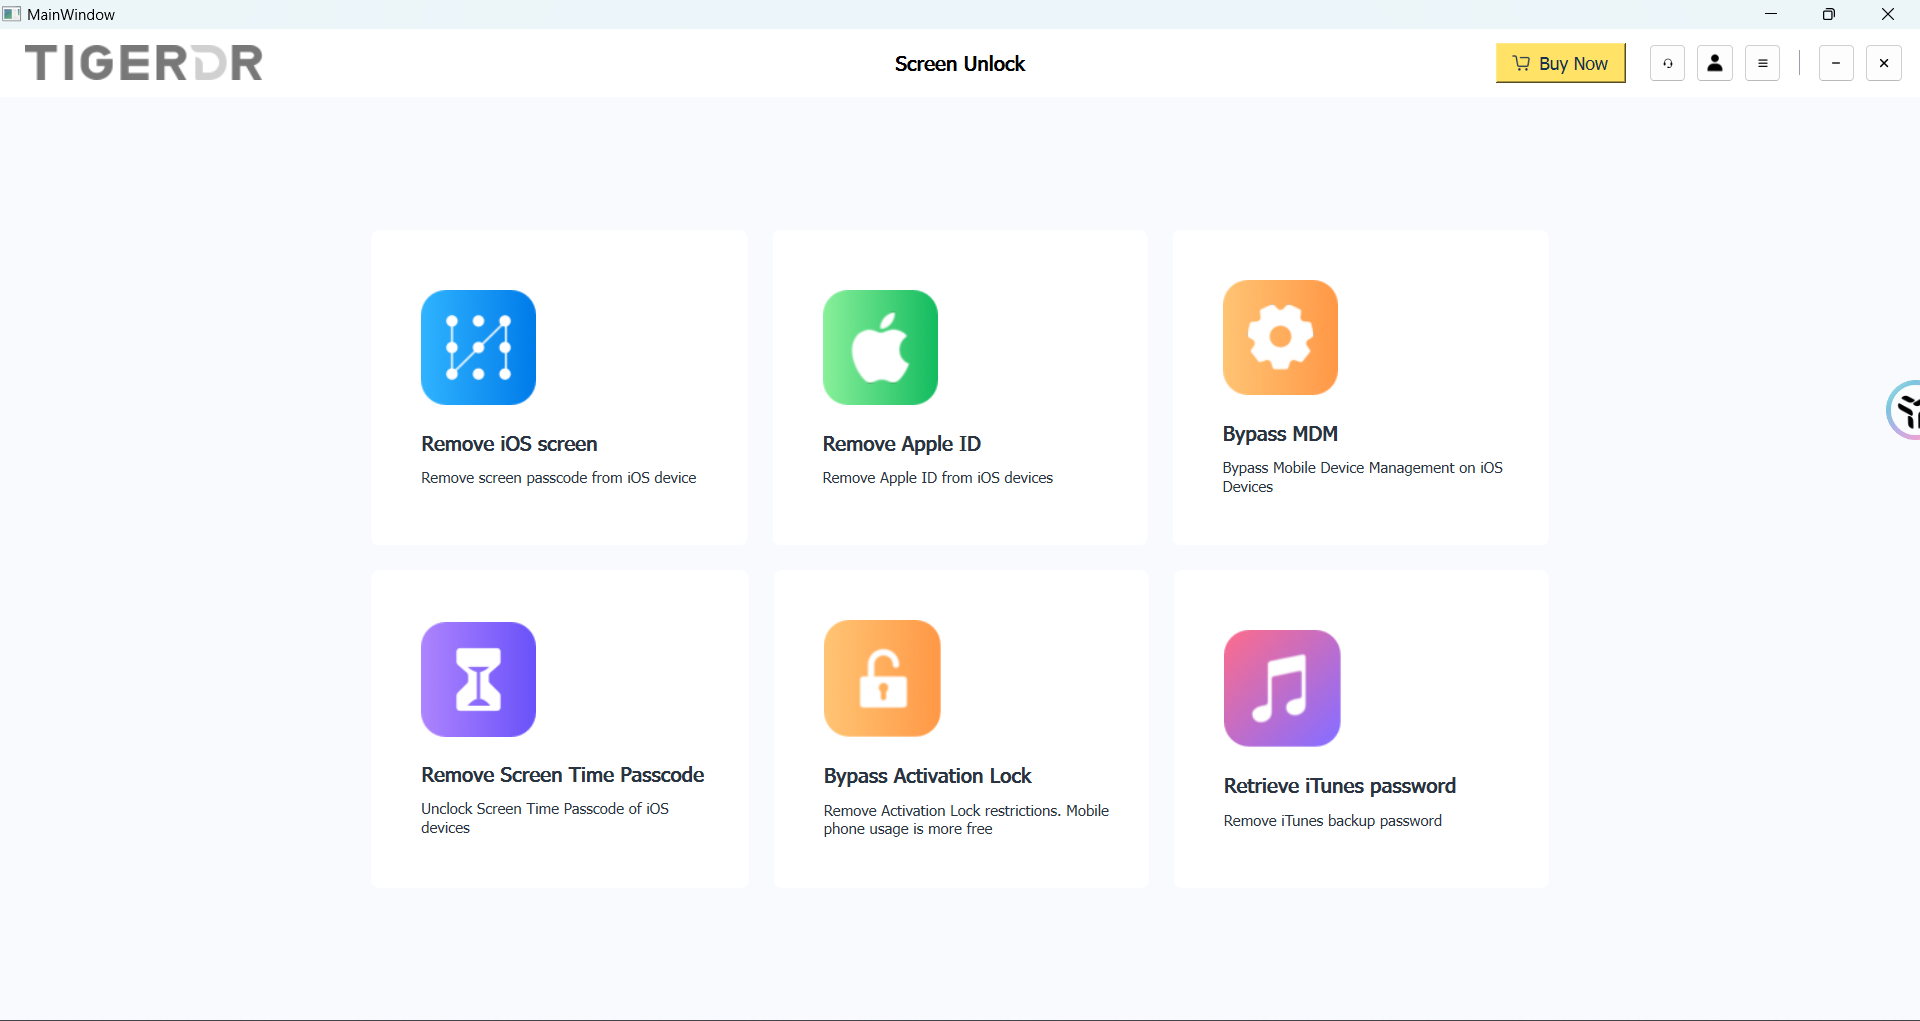 MainWindow
TIGERDR
Screen Unlock
Buy Now
Remove iOS screen
Remove screen passcode from iOS device
Remove Apple ID
Remove Apple ID from iOS devices
Bypass MDM
Bypass Mobile Device Management on iOS
Devices
Remove Screen Time Passcode
Unclock Screen Time Passcode of iOS
devices
Bypass Activation Lock
Remove Activation Lock restrictions. Mobile
phone usage is more free
Retrieve iTunes password
Remove iTunes backup password